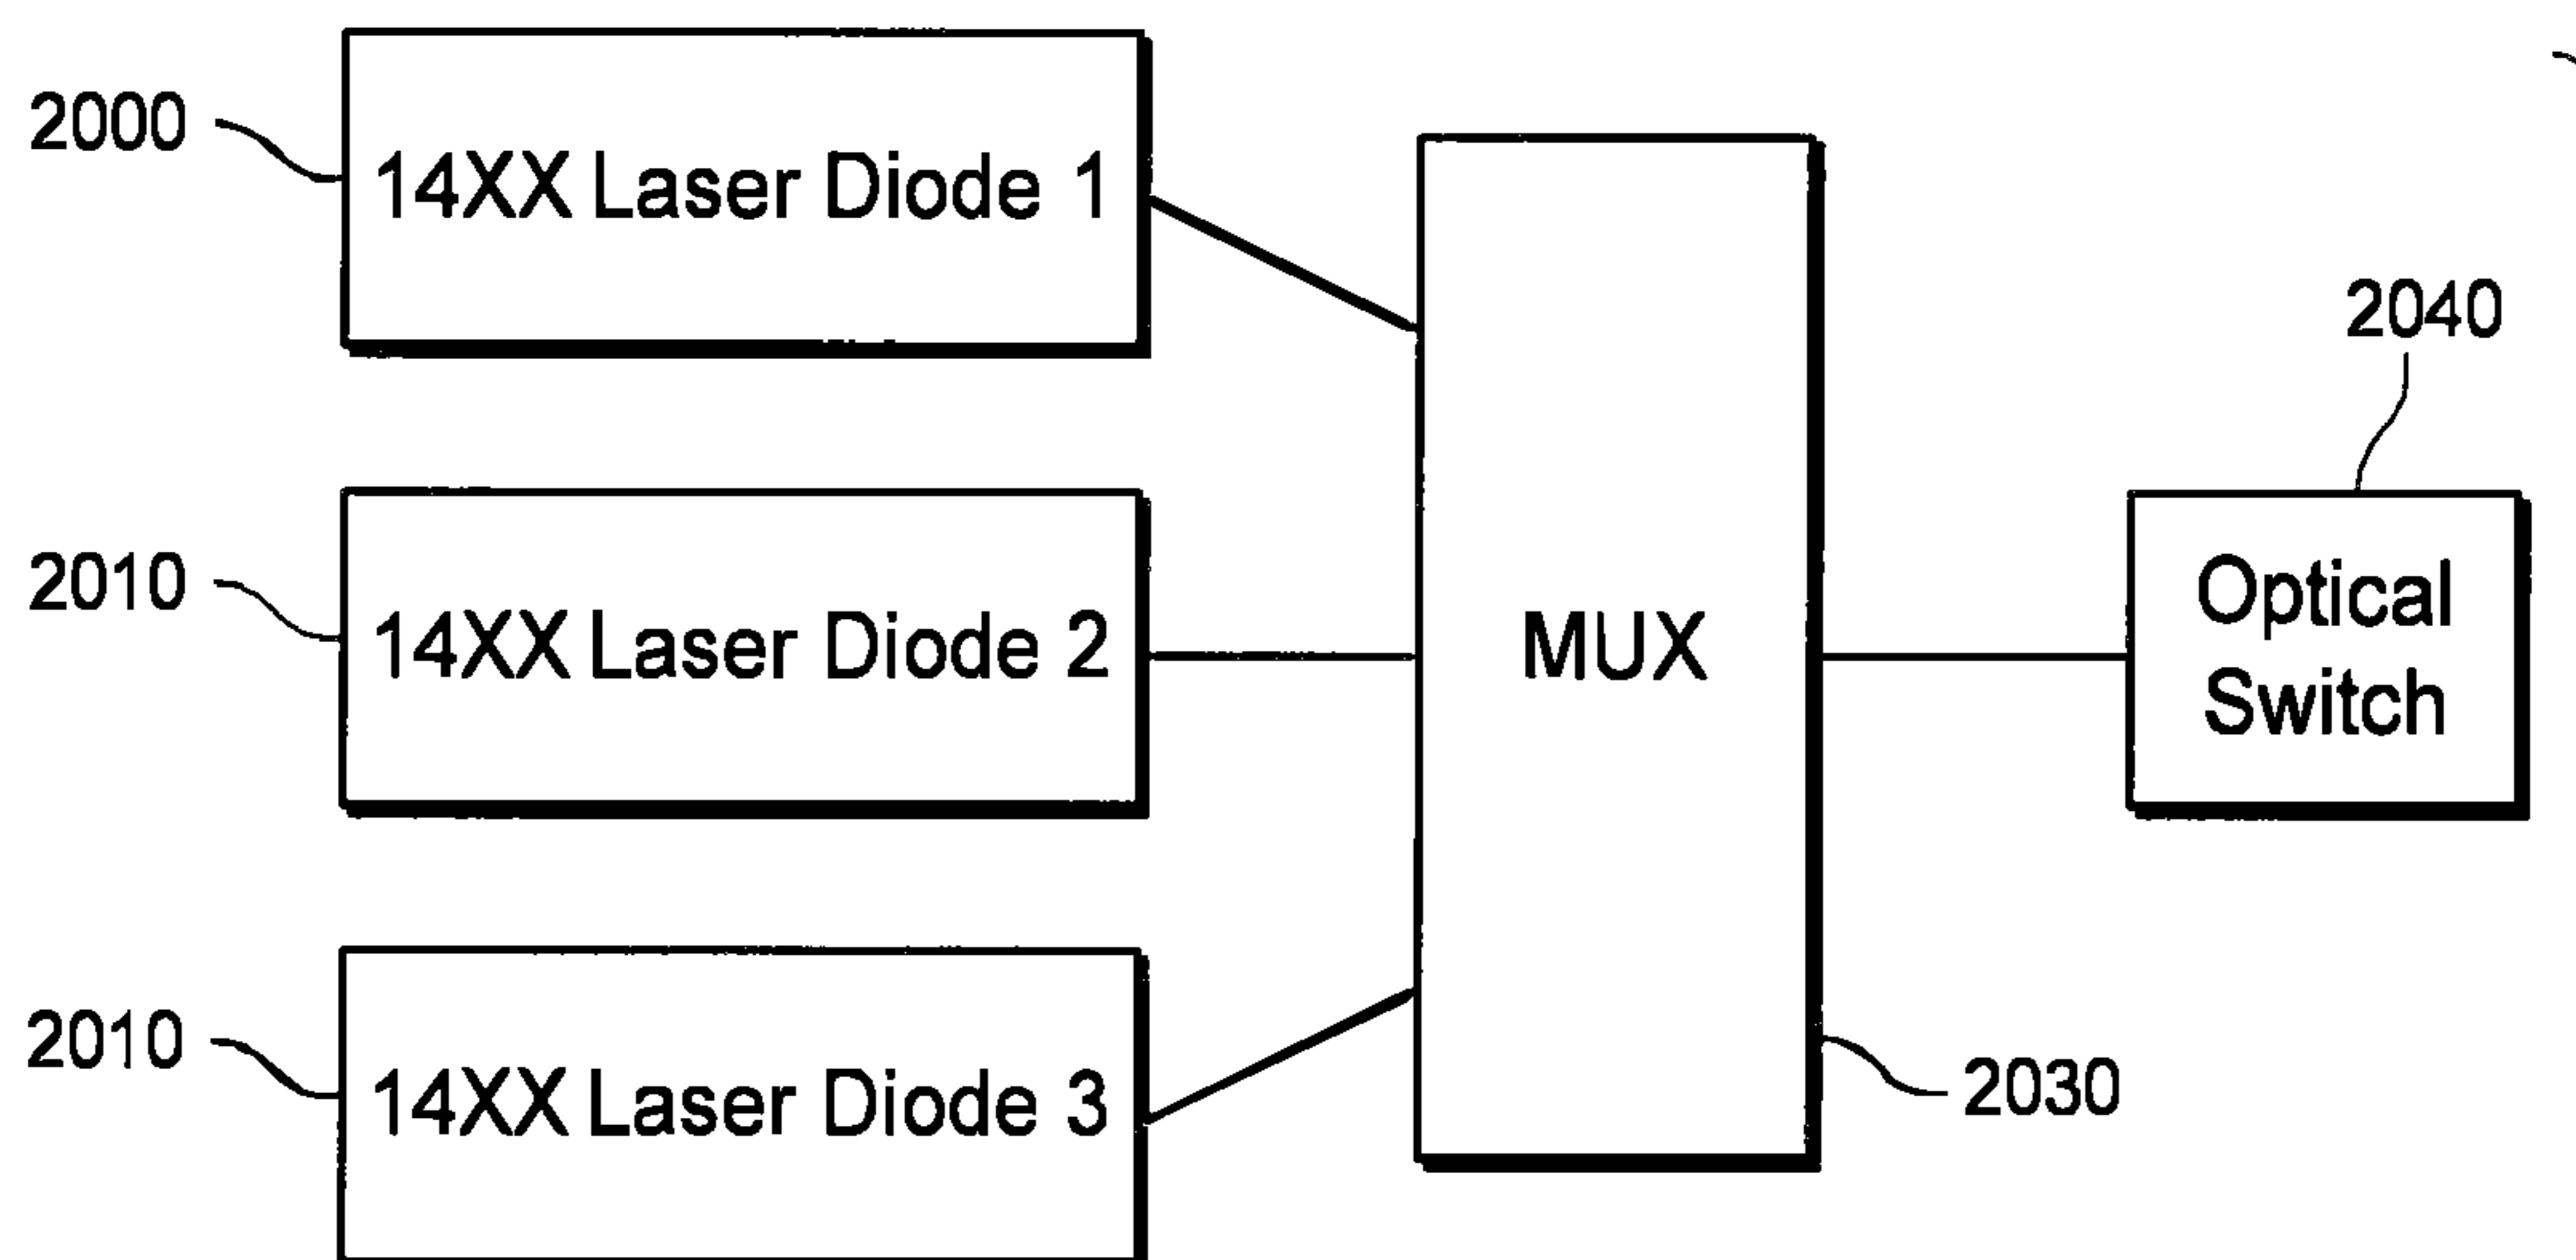 2000
14XX Laser Diode 1
2040
2010
14XX Laser Diode 2
MUX
Optical
Switch
2010
14XX Laser Diode 3
2030